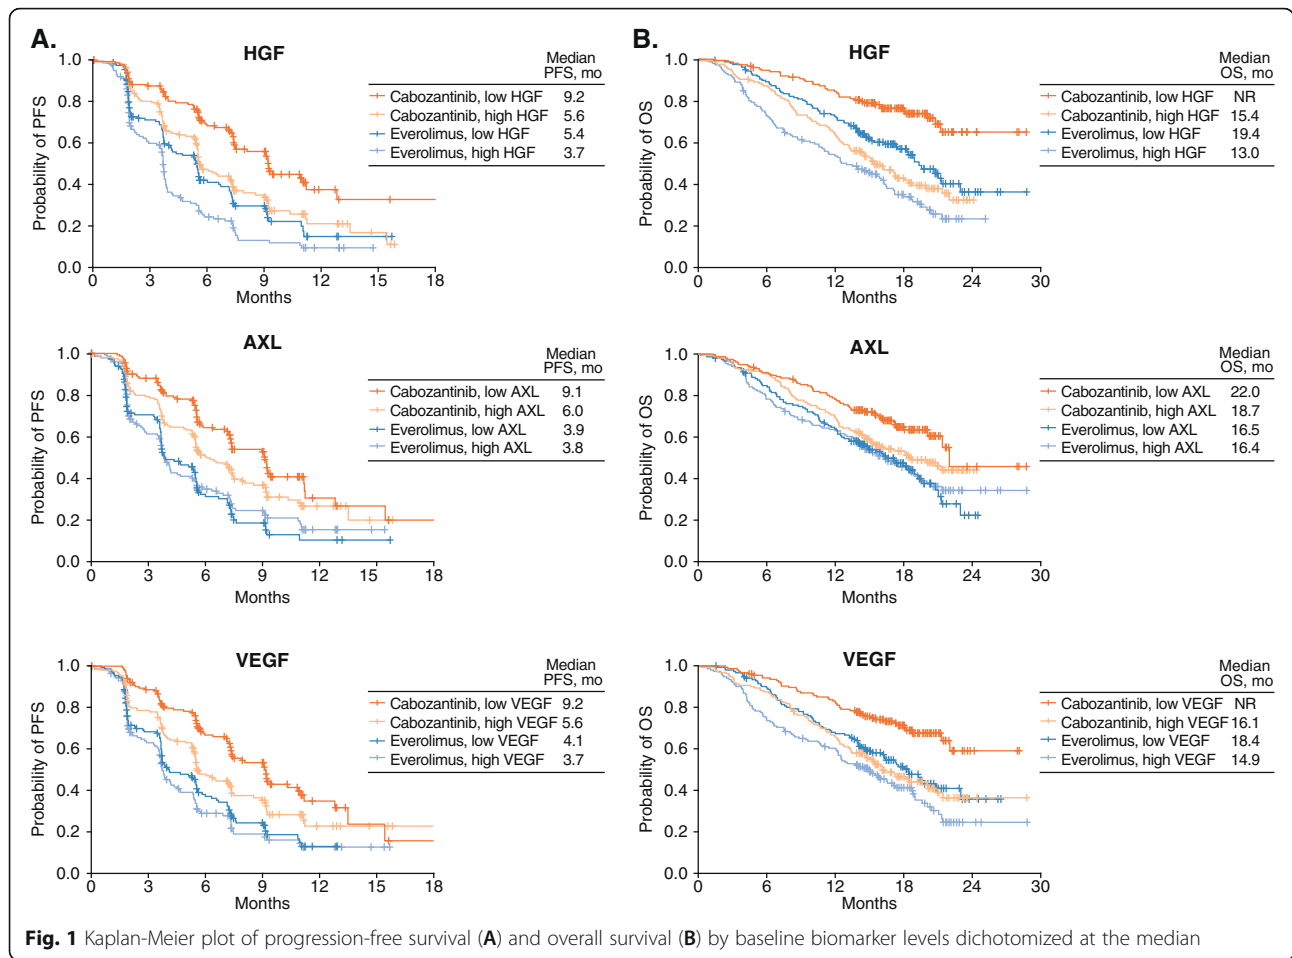 A.
HGF
Median
PFS, mo
Cabozantinib, low HGF 9.2
Cabozantinib, high HGF 5.6
Everolimus, low HGF 5.4
Everolimus, high HGF 3.7
Probability of PFS
1.0
0.8
0.6
0.4
0.2
0.0
0 3 6 9 12 15 18
Months
B.
HGF
Median
OS, mo
Cabozantinib, low HGF NR
Cabozantinib, high HGF 15.4
Everolimus, low HGF 19.4
Everolimus, high HGF 13.0
Probability of OS
1.0
0.8
0.6
0.4
0.2
0.0
0 6 12 18 24 30
Months
AXL
Median
PFS, mo
Cabozantinib, low AXL 9.1
Cabozantinib, high AXL 6.0
Everolimus, low AXL 3.9
Everolimus, high AXL 3.8
Probability of PFS
1.0
0.8
0.6
0.4
0.2
0.0
0 3 6 9 12 15 18
Months
AXL
Median
OS, mo
Cabozantinib, low AXL 22.0
Cabozantinib, high AXL 18.7
Everolimus, low AXL 16.5
Everolimus, high AXL 16.4
Probability of OS
1.0
0.8
0.6
0.4
0.2
0.0
0 6 12 18 24 30
Months
VEGF
Median
PFS, mo
Cabozantinib, low VEGF 9.2
Cabozantinib, high VEGF 5.6
Everolimus, low VEGF 4.1
Everolimus, high VEGF 3.7
Probability of PFS
1.0
0.8
0.6
0.4
0.2
0.0
0 3 6 9 12 15 18
Months
VEGF
Median
OS, mo
Cabozantinib, low VEGF NR
Cabozantinib, high VEGF 16.1
Everolimus, low VEGF 18.4
Everolimus, high VEGF 14.9
Probability of OS
1.0
0.8
0.6
0.4
0.2
0.0
0 6 12 18 24 30
Months
Fig. 1 Kaplan-Meier plot of progression-free survival (A) and overall survival (B) by baseline biomarker levels dichotomized at the median